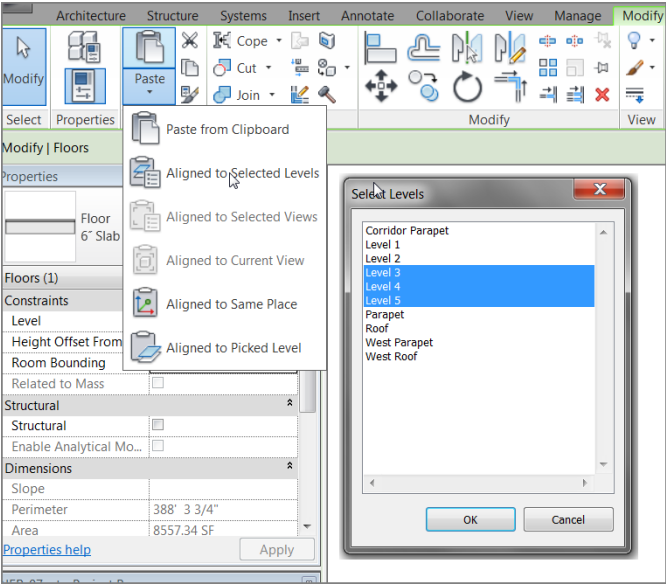 Architecture Structure Systems Insert Annotate Collaborate View Manage Modify
Modify
Paste
Cope
Cut
Join
Select Properties Modify View
Paste from Clipboard
Aligned to Selected Levels
Aligned to Selected Views
Aligned to Current View
Aligned to Same Place
Aligned to Picked Level
Modify | Floors
Properties
Floor
6" Slab
Floors (1)
Constraints
Level
Height Offset From
Room Bounding
Related to Mass
Structural
Structural
Enable Analytical Mo...
Dimensions
Slope
Perimeter 388' 3 3/4"
Area 8557.34 SF
Properties help Apply
Select Levels
Corridor Parapet
Level 1
Level 2
Level 3
Level 4
Level 5
Parapet
Roof
West Parapet
West Roof
OK Cancel